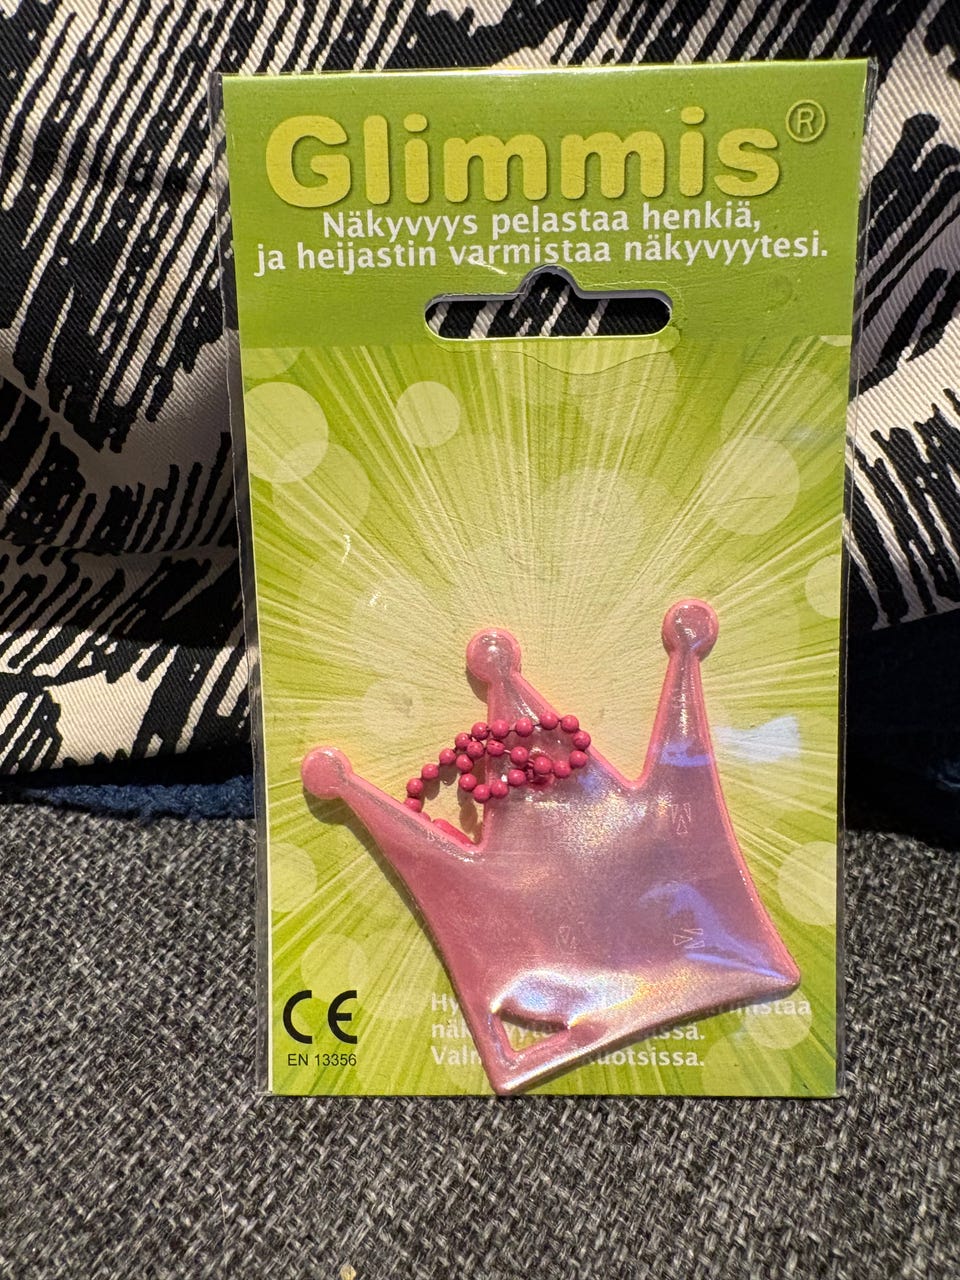 Glimmis®
Näkyvyys pelastaa henkiä,
ja heijastin varmistaa näkyvyytesi.
CE
EN 13356